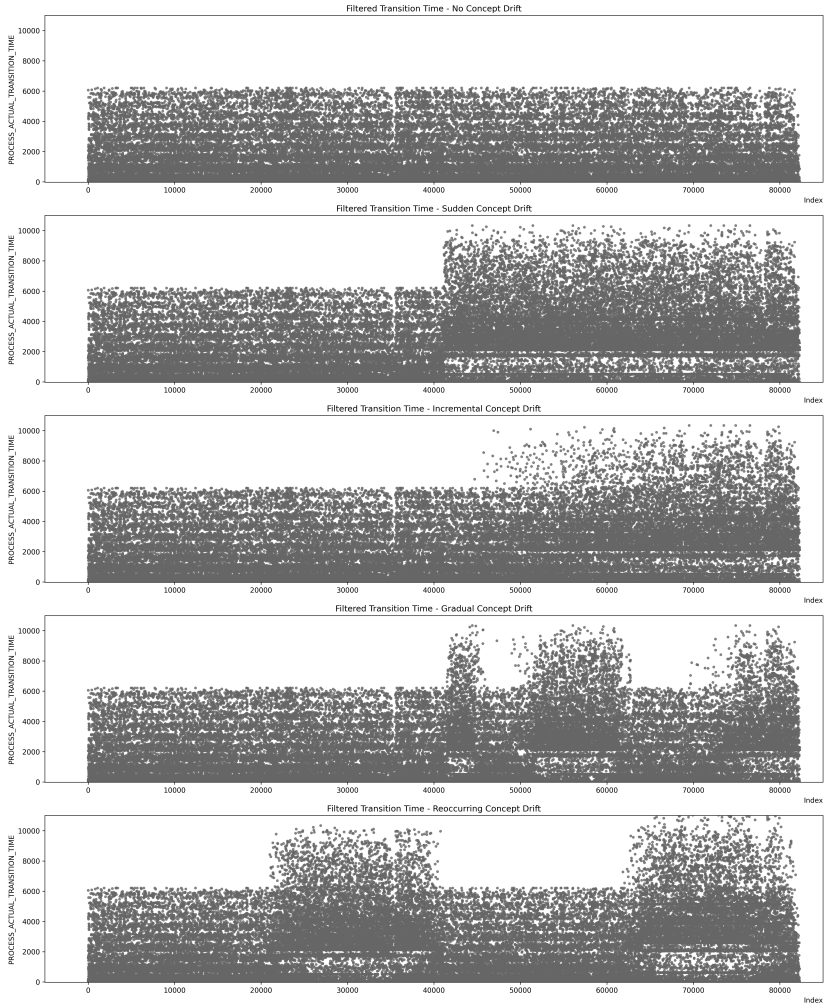 Filtered Transition Time - No Concept Drift
PROCESS_ACTUAL_TRANSITION_TIME
10000
8000
6000
4000
2000
0
0 10000 20000 30000 40000 50000 60000 70000 80000
Index
Filtered Transition Time - Sudden Concept Drift
PROCESS_ACTUAL_TRANSITION_TIME
10000
8000
6000
4000
2000
0
0 10000 20000 30000 40000 50000 60000 70000 80000
Index
Filtered Transition Time - Incremental Concept Drift
PROCESS_ACTUAL_TRANSITION_TIME
10000
8000
6000
4000
2000
0
0 10000 20000 30000 40000 50000 60000 70000 80000
Index
Filtered Transition Time - Gradual Concept Drift
PROCESS_ACTUAL_TRANSITION_TIME
10000
8000
6000
4000
2000
0
0 10000 20000 30000 40000 50000 60000 70000 80000
Index
Filtered Transition Time - Reoccurring Concept Drift
PROCESS_ACTUAL_TRANSITION_TIME
10000
8000
6000
4000
2000
0
0 10000 20000 30000 40000 50000 60000 70000 80000
Index